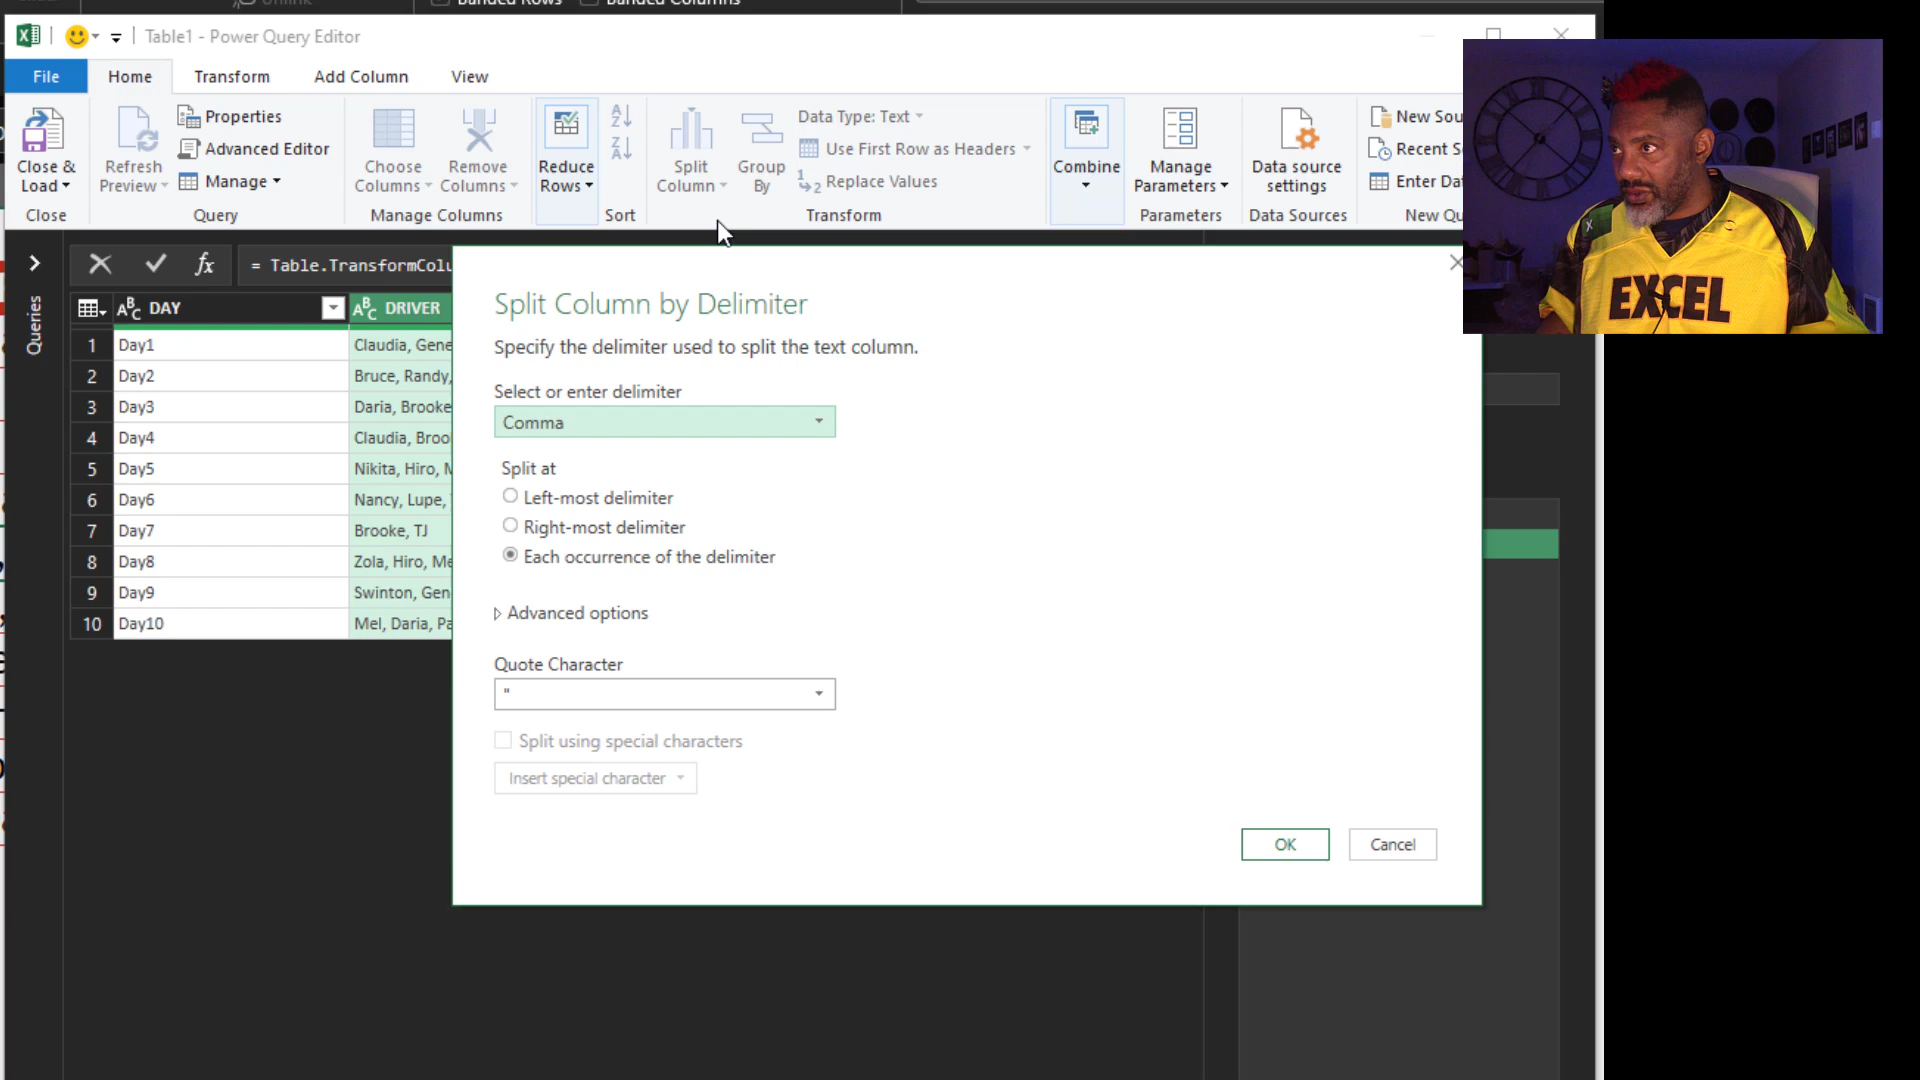 Unlink
Banded Rows
Banded Columns
Table1 - Power Query Editor
File
Home
Transform
Add Column
View
Close &
Load
Close
Refresh
Preview
Properties
Advanced Editor
Manage
Query
Choose
Columns
Remove
Columns
Manage Columns
Reduce
Rows
Sort
Split
Column
Group
By
Data Type: Text
Use First Row as Headers
Replace Values
Transform
Combine
Manage
Parameters
Parameters
Data source
settings
Data Sources
New Sou
Recent S
Enter Dat
New Qu
EXCEL
Queries
= Table.TransformColu
DAY
DRIVER
1 Day1 Claudia, Gene
2 Day2 Bruce, Randy,
3 Day3 Daria, Brooke
4 Day4 Claudia, Broo
5 Day5 Nikita, Hiro, M
6 Day6 Nancy, Lupe,
7 Day7 Brooke, TJ
8 Day8 Zola, Hiro, Me
9 Day9 Swinton, Gen
10 Day10 Mel, Daria, Pa
Split Column by Delimiter
Specify the delimiter used to split the text column.
Select or enter delimiter
Comma
Split at
Left-most delimiter
Right-most delimiter
Each occurrence of the delimiter
Advanced options
Quote Character
"
Split using special characters
Insert special character
OK
Cancel